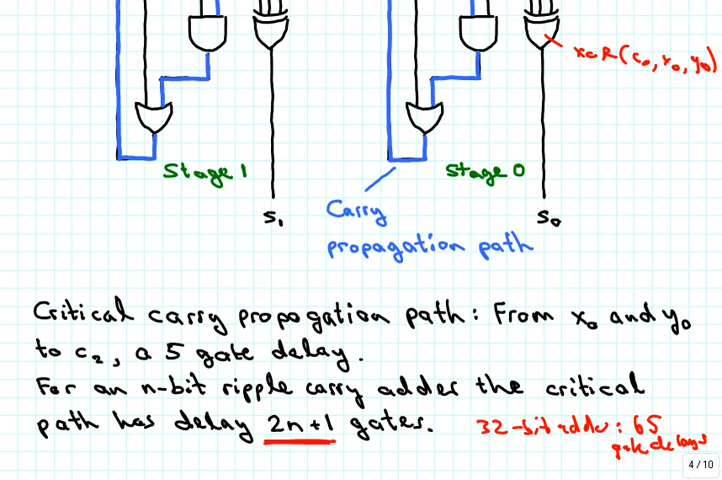 xoR(c₀, x₀, y₀)
Stage 1
Stage 0
Carry
propagation path
S₁
S₀
Critical carry propogation path: From x₀ and y₀
to c₂, a 5 gate delay.
For an n-bit ripple carry adder the critical
path has delay 2n+1 gates.
32-bit adder: 65
gate delays
4 / 10